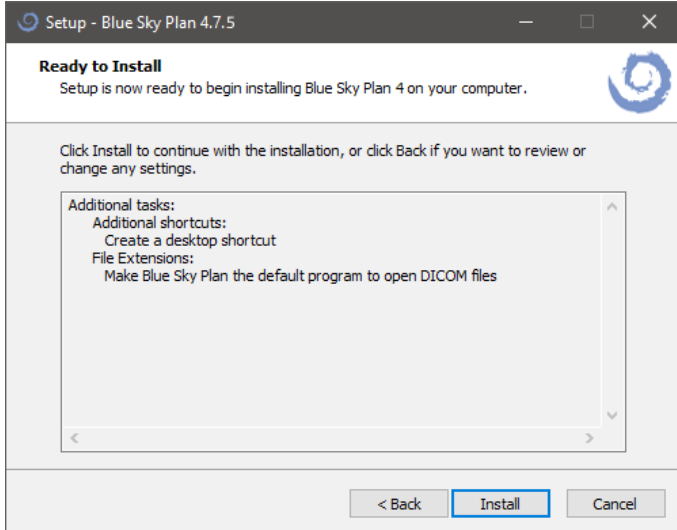 Setup - Blue Sky Plan 4.7.5
Ready to Install
Setup is now ready to begin installing Blue Sky Plan 4 on your computer.
Click Install to continue with the installation, or click Back if you want to review or
change any settings.
Additional tasks:
Additional shortcuts:
Create a desktop shortcut
File Extensions:
Make Blue Sky Plan the default program to open DICOM files
< Back
Install
Cancel